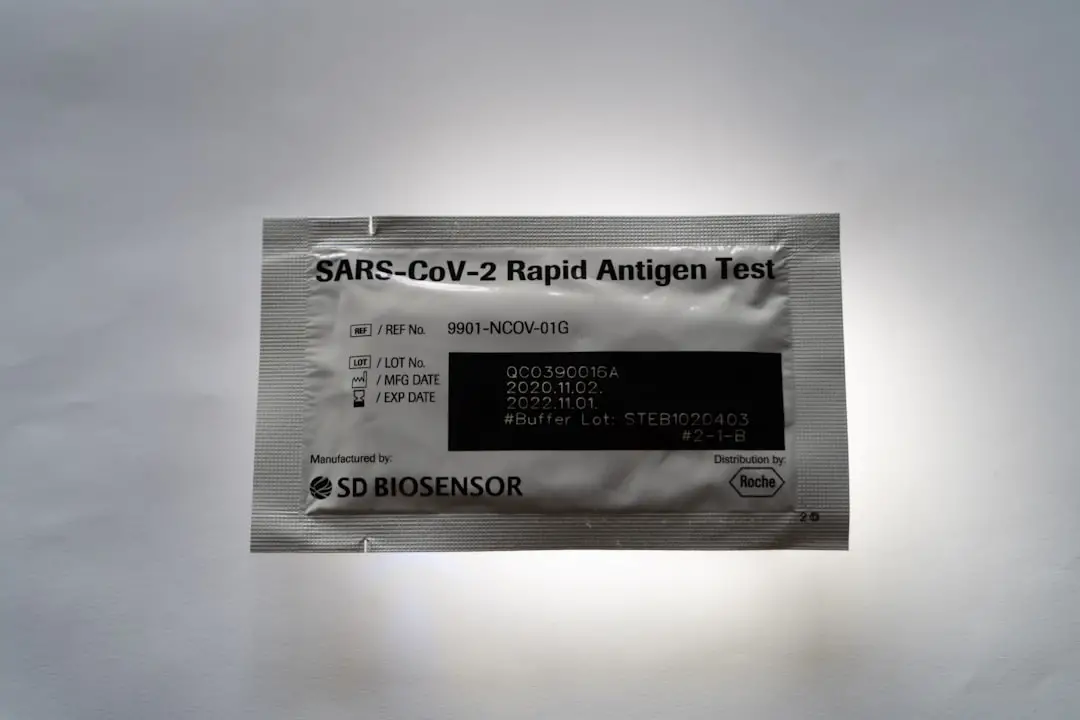 SARS-CoV-2 Rapid Antigen Test
REF / REF No. 9901-NCOV-01G
LOT / LOT No. QC0390016A
/ MFG DATE 2020.11.02.
/ EXP DATE 2022.11.01.
#Buffer Lot: STEB1020403
#2-1-B
Manufactured by:
SD BIOSENSOR
Distribution by:
Roche
2